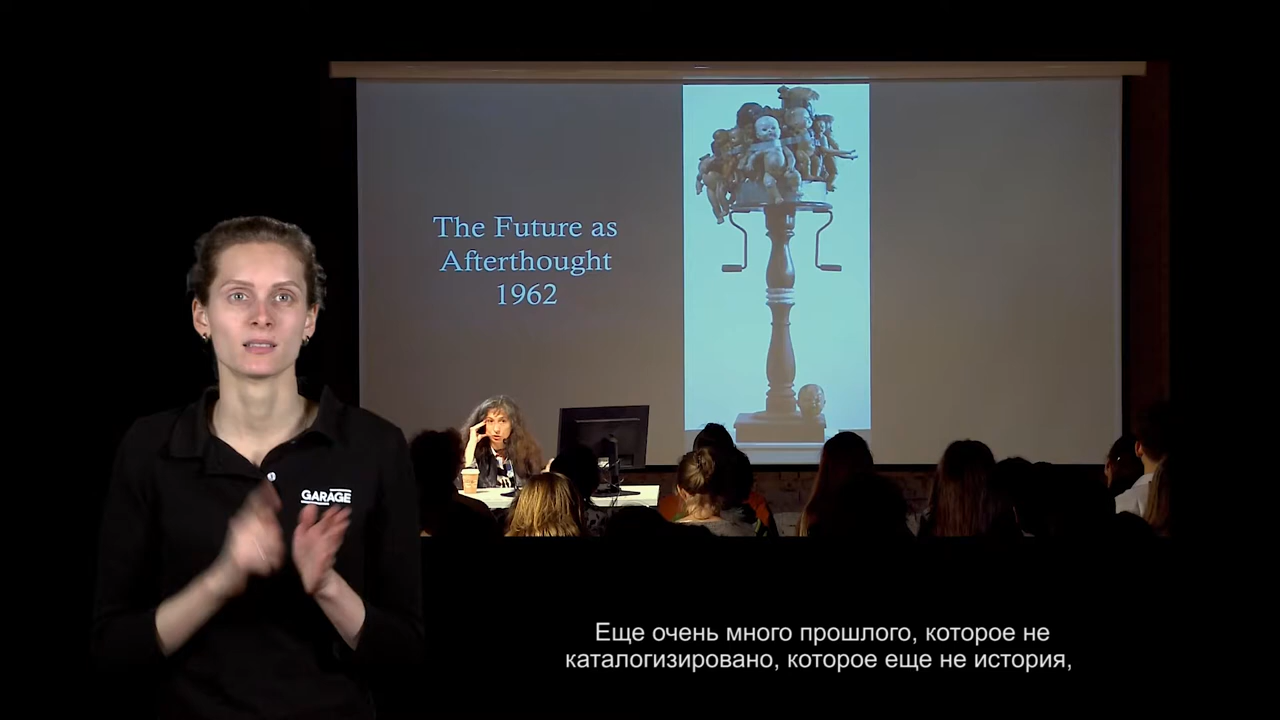 The Future as
Afterthought
1962
GARAGE
Еще очень много прошлого, которое не
каталогизировано, которое еще не история,